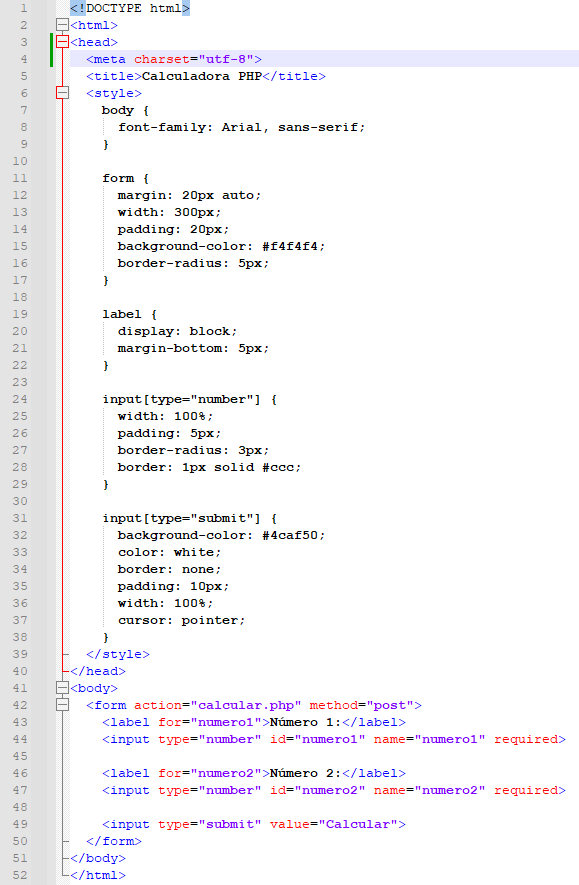 1 <!DOCTYPE html>
2 <html>
3 <head>
4 <meta charset="utf-8">
5 <title>Calculadora PHP</title>
6 <style>
7 body {
8 font-family: Arial, sans-serif;
9 }
10
11 form {
12 margin: 20px auto;
13 width: 300px;
14 padding: 20px;
15 background-color: #f4f4f4;
16 border-radius: 5px;
17 }
18
19 label {
20 display: block;
21 margin-bottom: 5px;
22 }
23
24 input[type="number"] {
25 width: 100%;
26 padding: 5px;
27 border-radius: 3px;
28 border: 1px solid #ccc;
29 }
30
31 input[type="submit"] {
32 background-color: #4caf50;
33 color: white;
34 border: none;
35 padding: 10px;
36 width: 100%;
37 cursor: pointer;
38 }
39 </style>
40 </head>
41 <body>
42 <form action="calcular.php" method="post">
43 <label for="numero1">Número 1:</label>
44 <input type="number" id="numero1" name="numero1" required>
45
46 <label for="numero2">Número 2:</label>
47 <input type="number" id="numero2" name="numero2" required>
48
49 <input type="submit" value="Calcular">
50 </form>
51 </body>
52 </html>